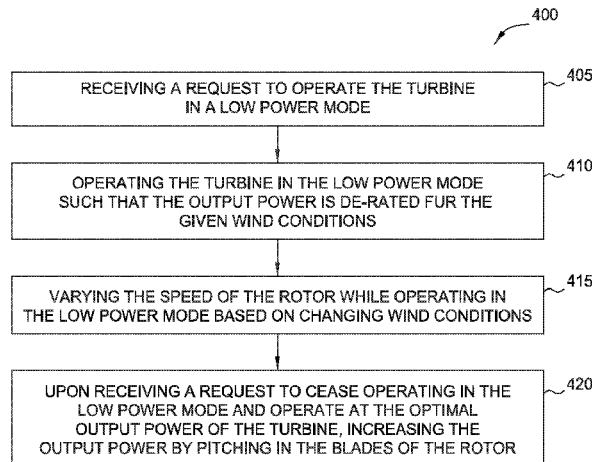 400
RECEIVING A REQUEST TO OPERATE THE TURBINE
IN A LOW POWER MODE
405
OPERATING THE TURBINE IN THE LOW POWER MODE
SUCH THAT THE OUTPUT POWER IS DE-RATED FUR THE
GIVEN WIND CONDITIONS
410
VARYING THE SPEED OF THE ROTOR WHILE OPERATING IN
THE LOW POWER MODE BASED ON CHANGING WIND CONDITIONS
415
UPON RECEIVING A REQUEST TO CEASE OPERATING IN THE
LOW POWER MODE AND OPERATE AT THE OPTIMAL
OUTPUT POWER OF THE TURBINE, INCREASING THE
OUTPUT POWER BY PITCHING IN THE BLADES OF THE ROTOR
420